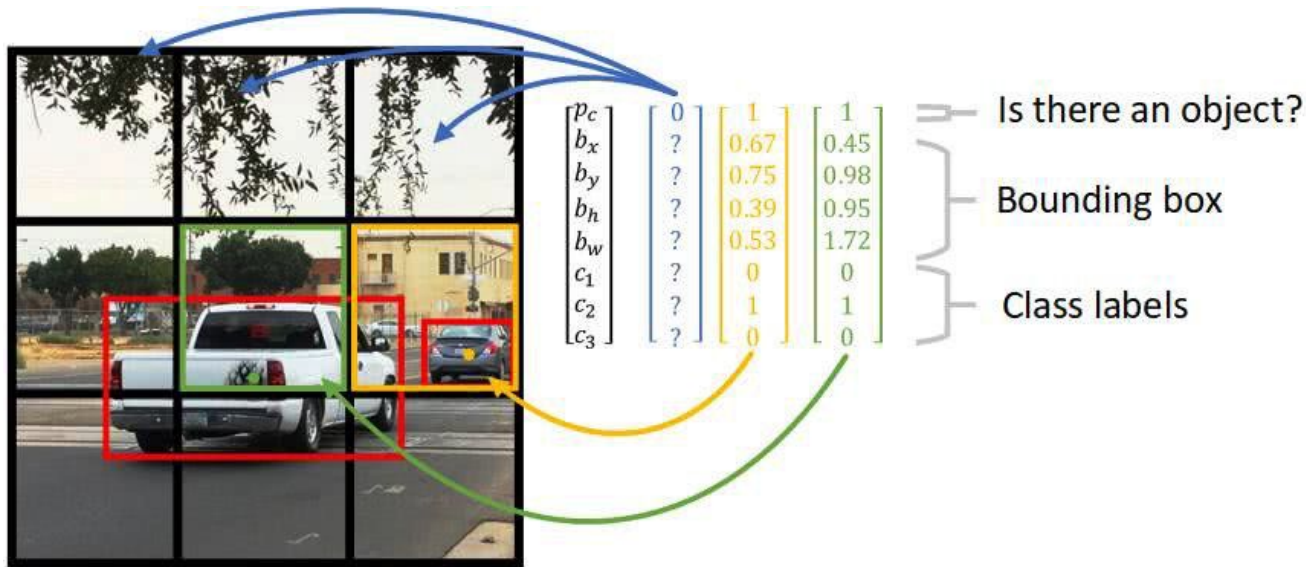 p_c 0 1 1 Is there an object?
b_x ? 0.67 0.45
b_y ? 0.75 0.98
b_h ? 0.39 0.95 Bounding box
b_w ? 0.53 1.72
c_1 ? 0 0
c_2 ? 1 1 Class labels
c_3 ? 0 0